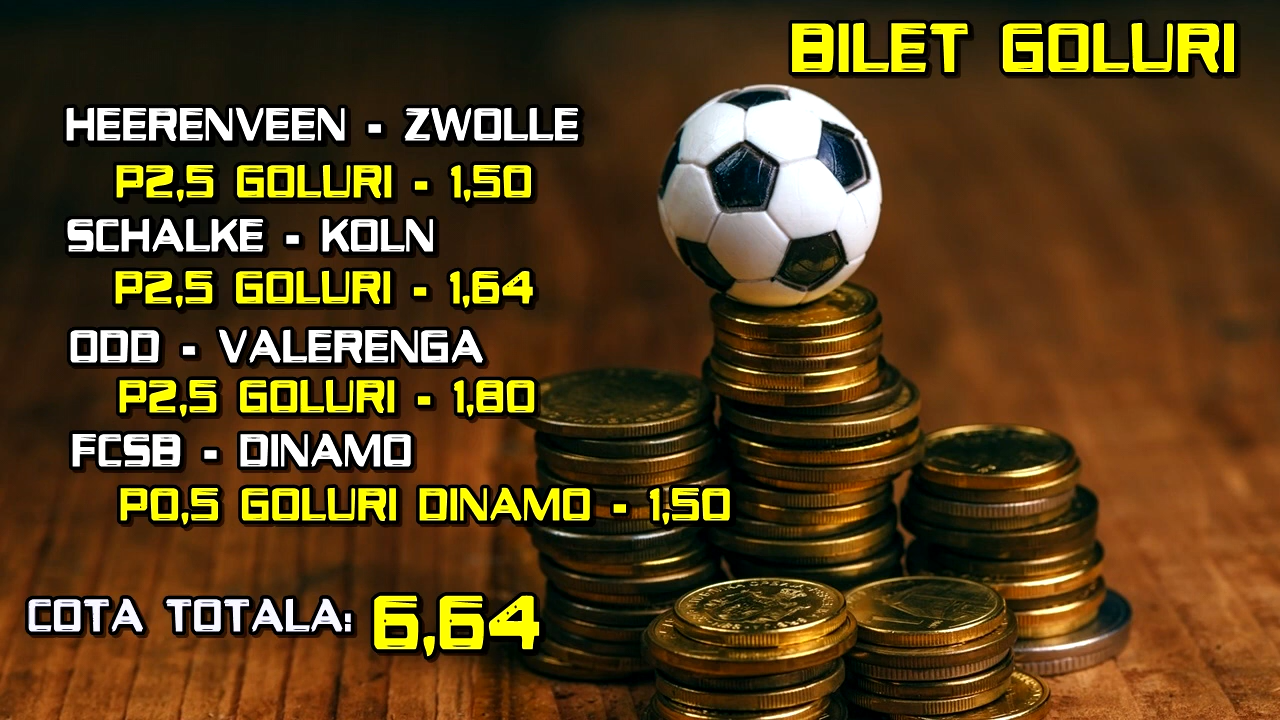 BILET GOLURI
HEERENVEEN - ZWOLLE
P2,5 GOLURI - 1,50
SCHALKE - KOLN
P2,5 GOLURI - 1,64
ODD - VALERENGA
P2,5 GOLURI - 1,80
FCSB - DINAMO
P0,5 GOLURI DINAMO - 1,50
COTA TOTALA: 6,64